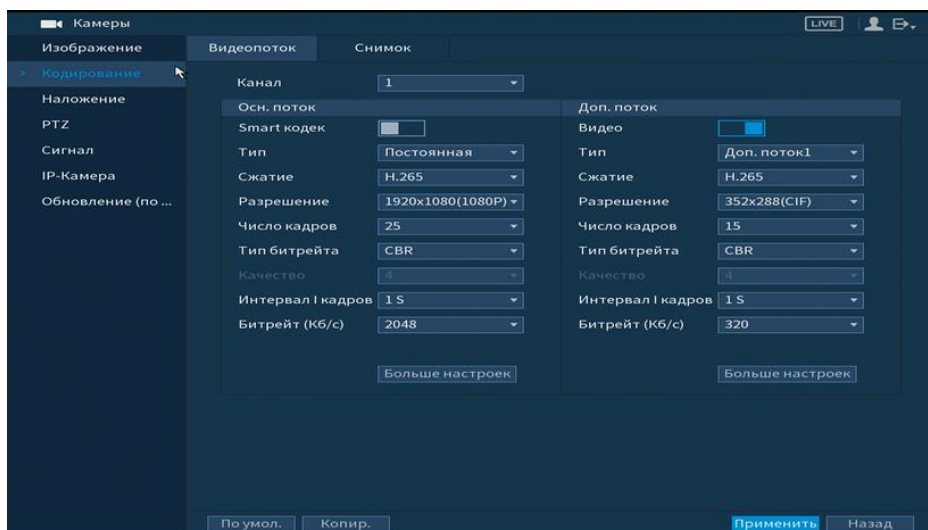 Камеры LIVE
Изображение
Кодирование
Наложение
PTZ
Сигнал
IP-Камера
Обновление (по ...
Видеопоток Снимок
Канал 1
Осн. поток
Smart кодек
Тип Постоянная
Сжатие H.265
Разрешение 1920x1080(1080P)
Число кадров 25
Тип битрейта CBR
Качество 4
Интервал I кадров 1 S
Битрейт (Кб/с) 2048
Больше настроек
Доп. поток
Видео
Тип Доп. поток1
Сжатие H.265
Разрешение 352x288(CIF)
Число кадров 15
Тип битрейта CBR
Качество 4
Интервал I кадров 1 S
Битрейт (Кб/с) 320
Больше настроек
По умол. Копир. Применить Назад